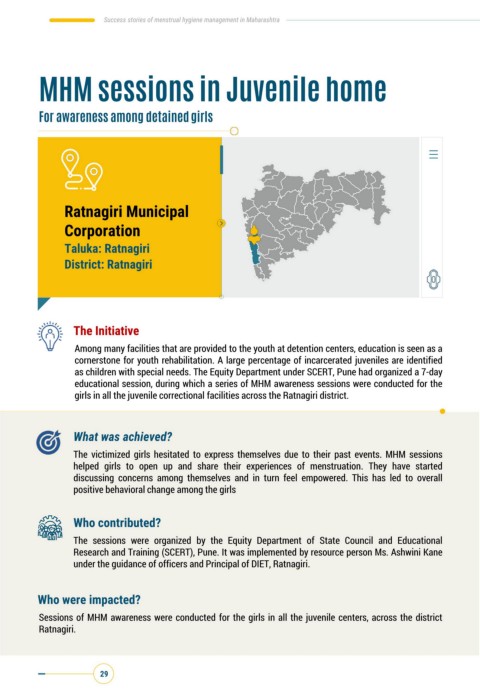 Success stories of menstrual hygiene management in Maharashtra
MHM sessions in Juvenile home
For awareness among detained girls
Ratnagiri Municipal
Corporation
Taluka: Ratnagiri
District: Ratnagiri
The Initiative
Among many facilities that are provided to the youth at detention centers, education is seen as a
cornerstone for youth rehabilitation. A large percentage of incarcerated juveniles are identified
as children with special needs. The Equity Department under SCERT, Pune had organized a 7-day
educational session, during which a series of MHM awareness sessions were conducted for the
girls in all the juvenile correctional facilities across the Ratnagiri district.
What was achieved?
The victimized girls hesitated to express themselves due to their past events. MHM sessions
helped girls to open up and share their experiences of menstruation. They have started
discussing concerns among themselves and in turn feel empowered. This has led to overall
positive behavioral change among the girls
Who contributed?
The sessions were organized by the Equity Department of State Council and Educational
Research and Training (SCERT), Pune. It was implemented by resource person Ms. Ashwini Kane
under the guidance of officers and Principal of DIET, Ratnagiri.
Who were impacted?
Sessions of MHM awareness were conducted for the girls in all the juvenile centers, across the district
Ratnagiri.
29